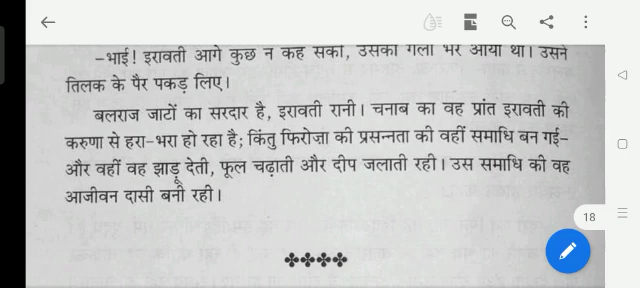 –भाई! इरावती आगे कुछ न कह सकी, उसका गला भर आया था। उसने
तिलक के पैर पकड़ लिए।
बलराज जाटों का सरदार है, इरावती रानी। चनाब का वह प्रांत इरावती की
करुणा से हरा-भरा हो रहा है; किंतु फिरोज़ा की प्रसन्नता की वहीं समाधि बन गई–
और वहीं वह झाड़ू देती, फूल चढ़ाती और दीप जलाती रही। उस समाधि की वह
आजीवन दासी बनी रही।
18